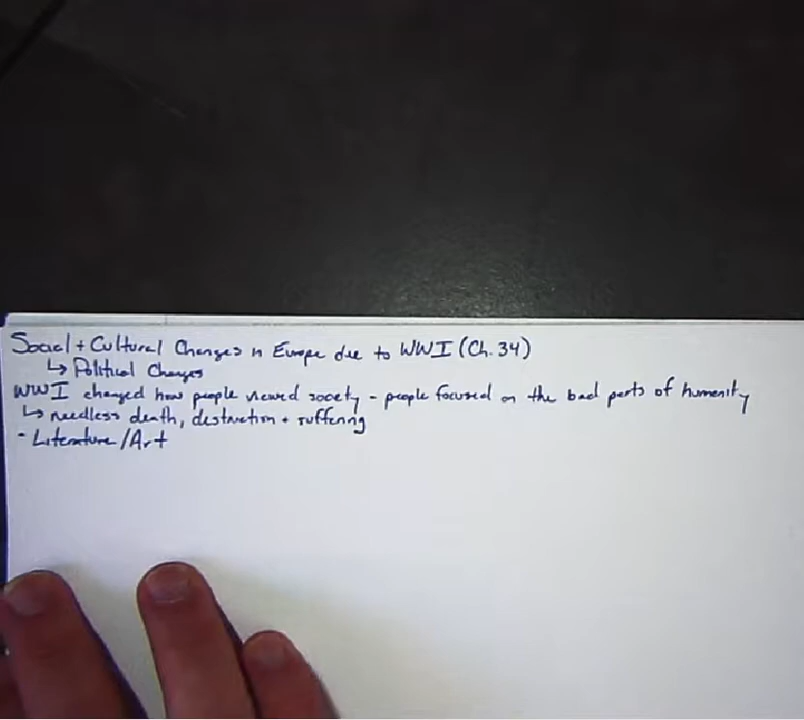 Social + Cultural Changes in Europe due to WWI (Ch. 34)
↳ Political Changes
WWI changed how people viewed society - people focused on the bad parts of humanity
↳ needless death, destruction + suffering
- Literature/Art